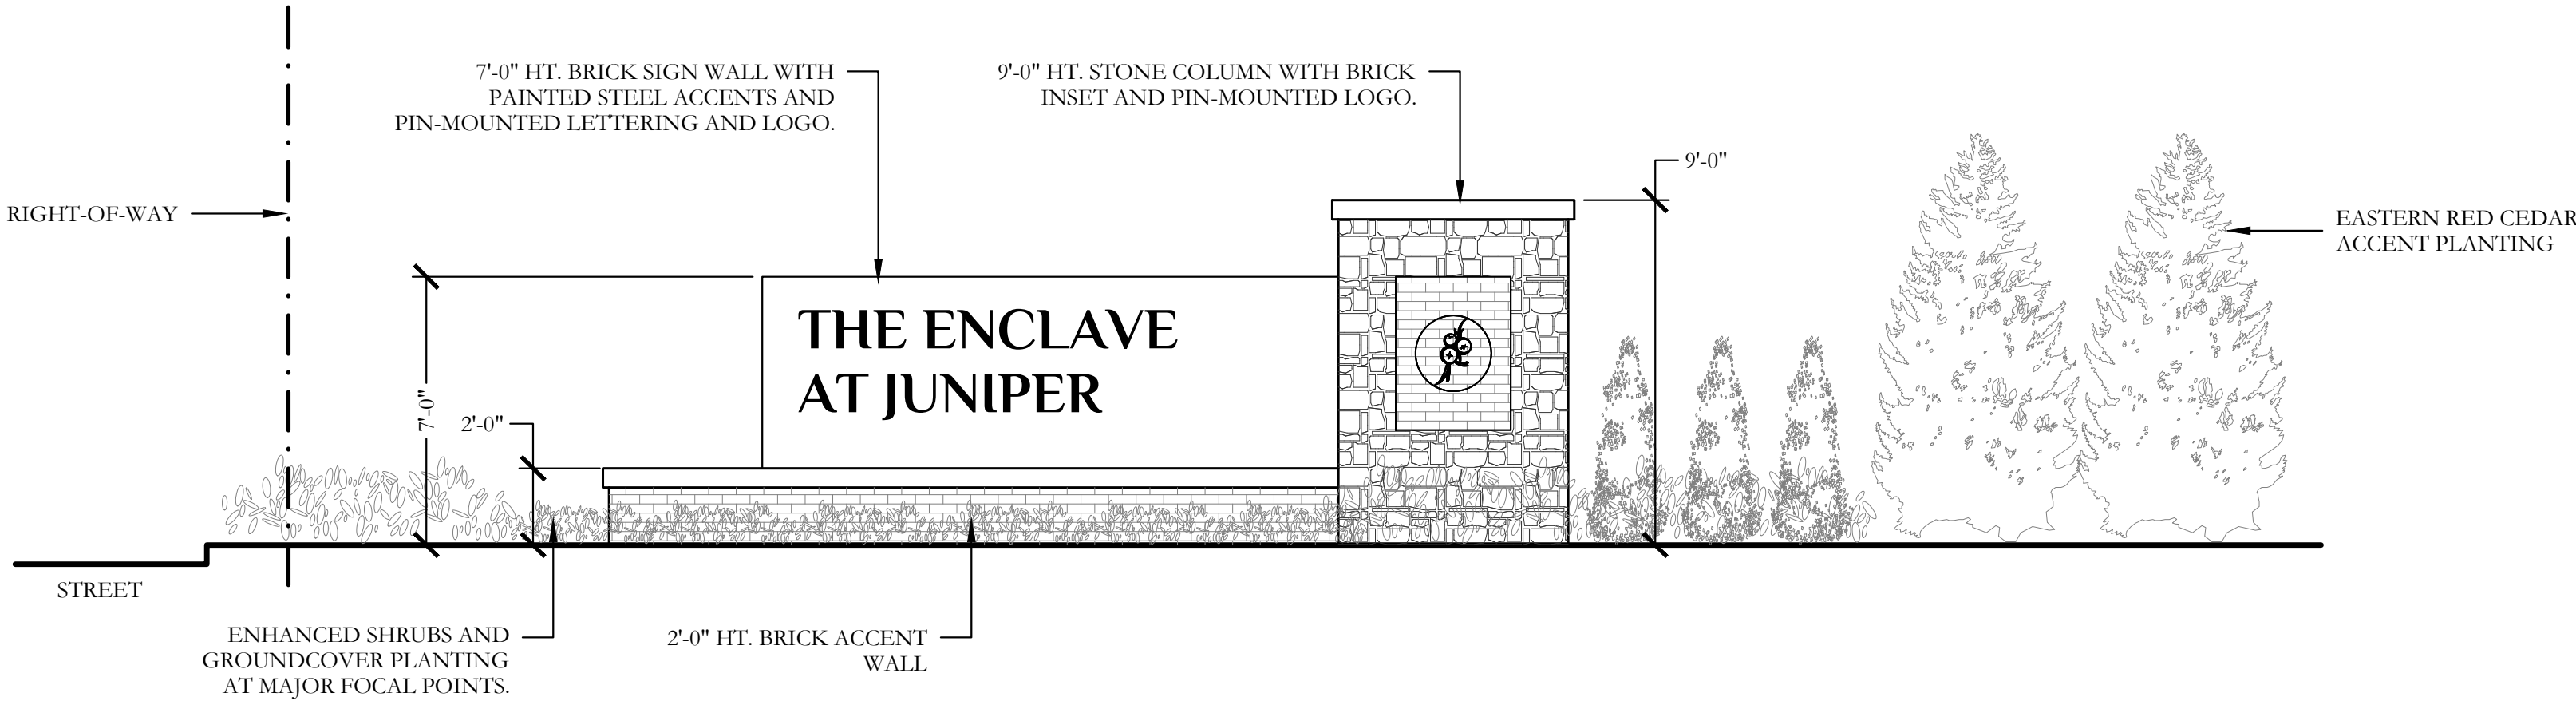 7'-0" HT. BRICK SIGN WALL WITH
PAINTED STEEL ACCENTS AND
PIN-MOUNTED LETTERING AND LOGO.
9'-0" HT. STONE COLUMN WITH BRICK
INSET AND PIN-MOUNTED LOGO.
9'-0"
RIGHT-OF-WAY
EASTERN RED CEDAR
ACCENT PLANTING
THE ENCLAVE
AT JUNIPER
7'-0"
2'-0"
STREET
ENHANCED SHRUBS AND
GROUNDCOVER PLANTING
AT MAJOR FOCAL POINTS.
2'-0" HT. BRICK ACCENT
WALL